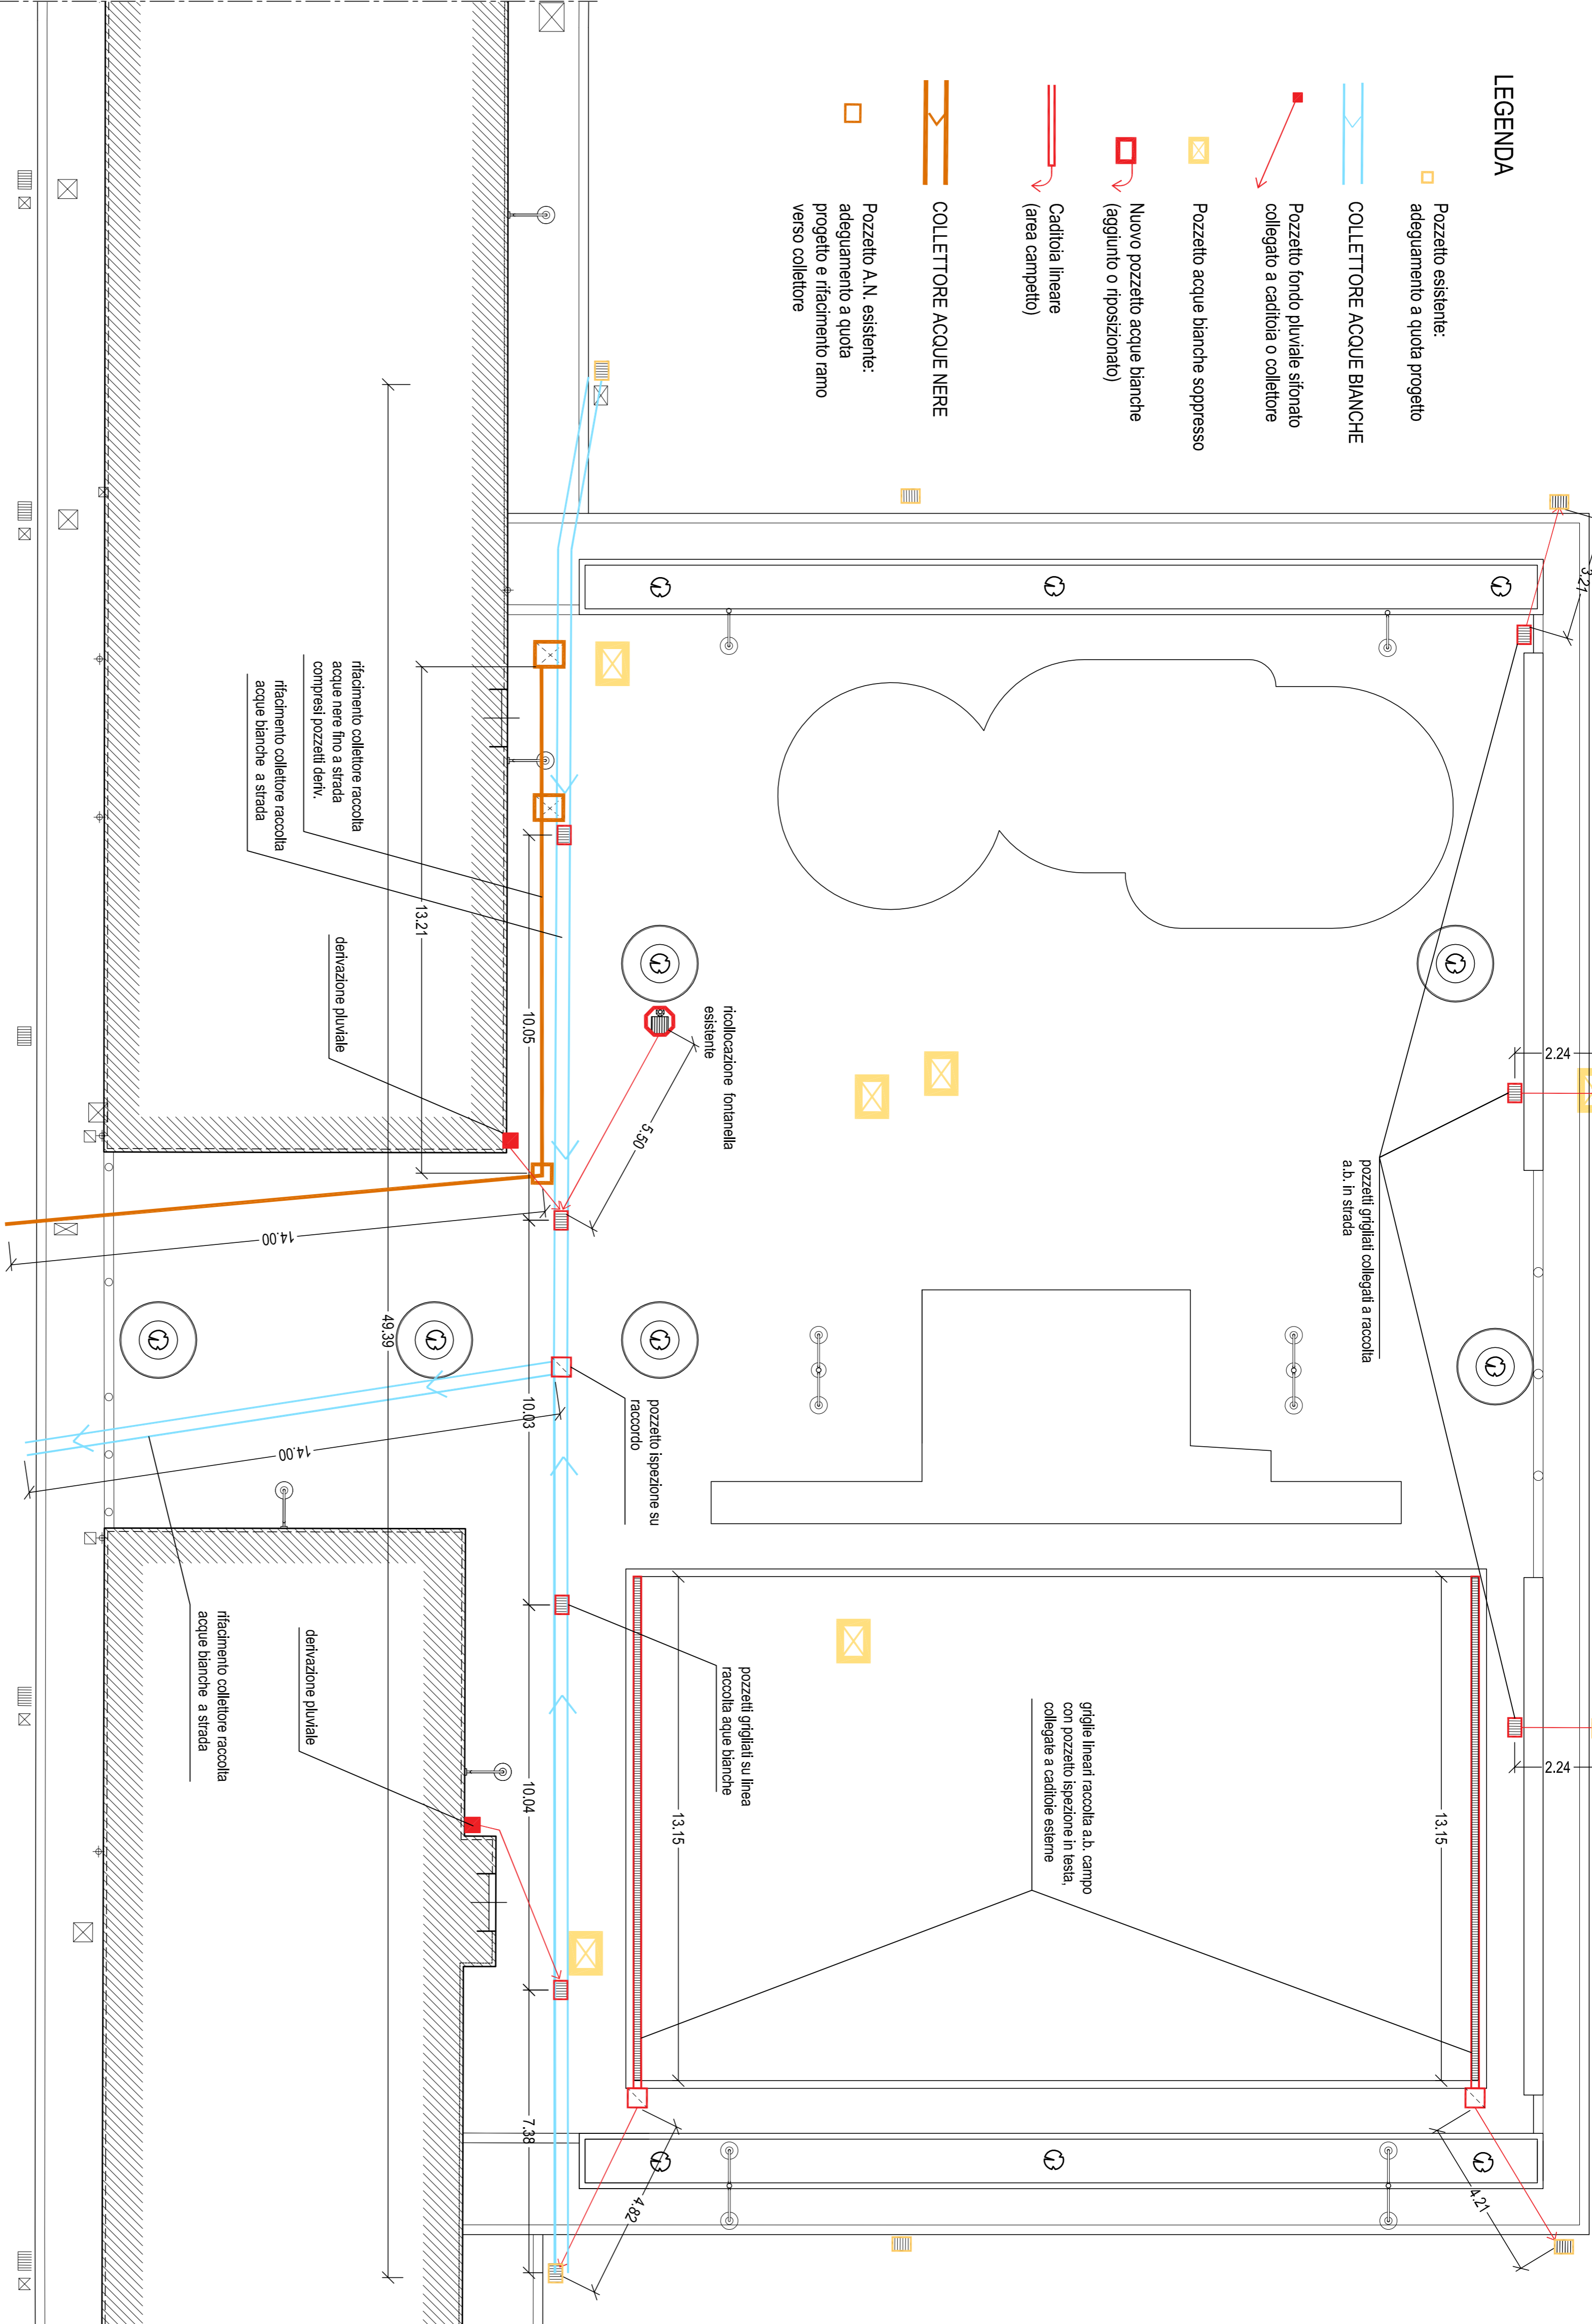 LEGENDA
Pozzetto esistente:
adeguamento a quota progetto
COLLETTORE ACQUE BIANCHE
Pozzetto fondo pluviale sifonato
collegato a caditoia o collettore
Pozzetto acque bianche soppresso
Nuovo pozzetto acque bianche
(aggiunto o riposizionato)
Caditoia lineare
(area campetto)
COLLETTORE ACQUE NERE
Pozzetto A.N. esistente:
adeguamento a quota
progetto e rifacimento ramo
verso collettore
3.21
2.24
pozzetti grigliati collegati a raccolta
a.b. in strada
2.24
ricollocazione fontanella
esistente
5.50
rifacimento collettore raccolta
acque nere fino a strada
compresi pozzetti deriv.
rifacimento collettore raccolta
acque bianche a strada
13.21
10.05
derivazione pluviale
14.00
49.39
10.03
pozzetto ispezione su
raccordo
14.00
rifacimento collettore raccolta
acque bianche a strada
derivazione pluviale
pozzetti grigliati su linea
raccolta aque bianche
griglie lineari raccolta a.b. campo
con pozzetto ispezione in testa,
collegate a caditoie esterne
13.15
13.15
10.04
7.38
4.82
4.21